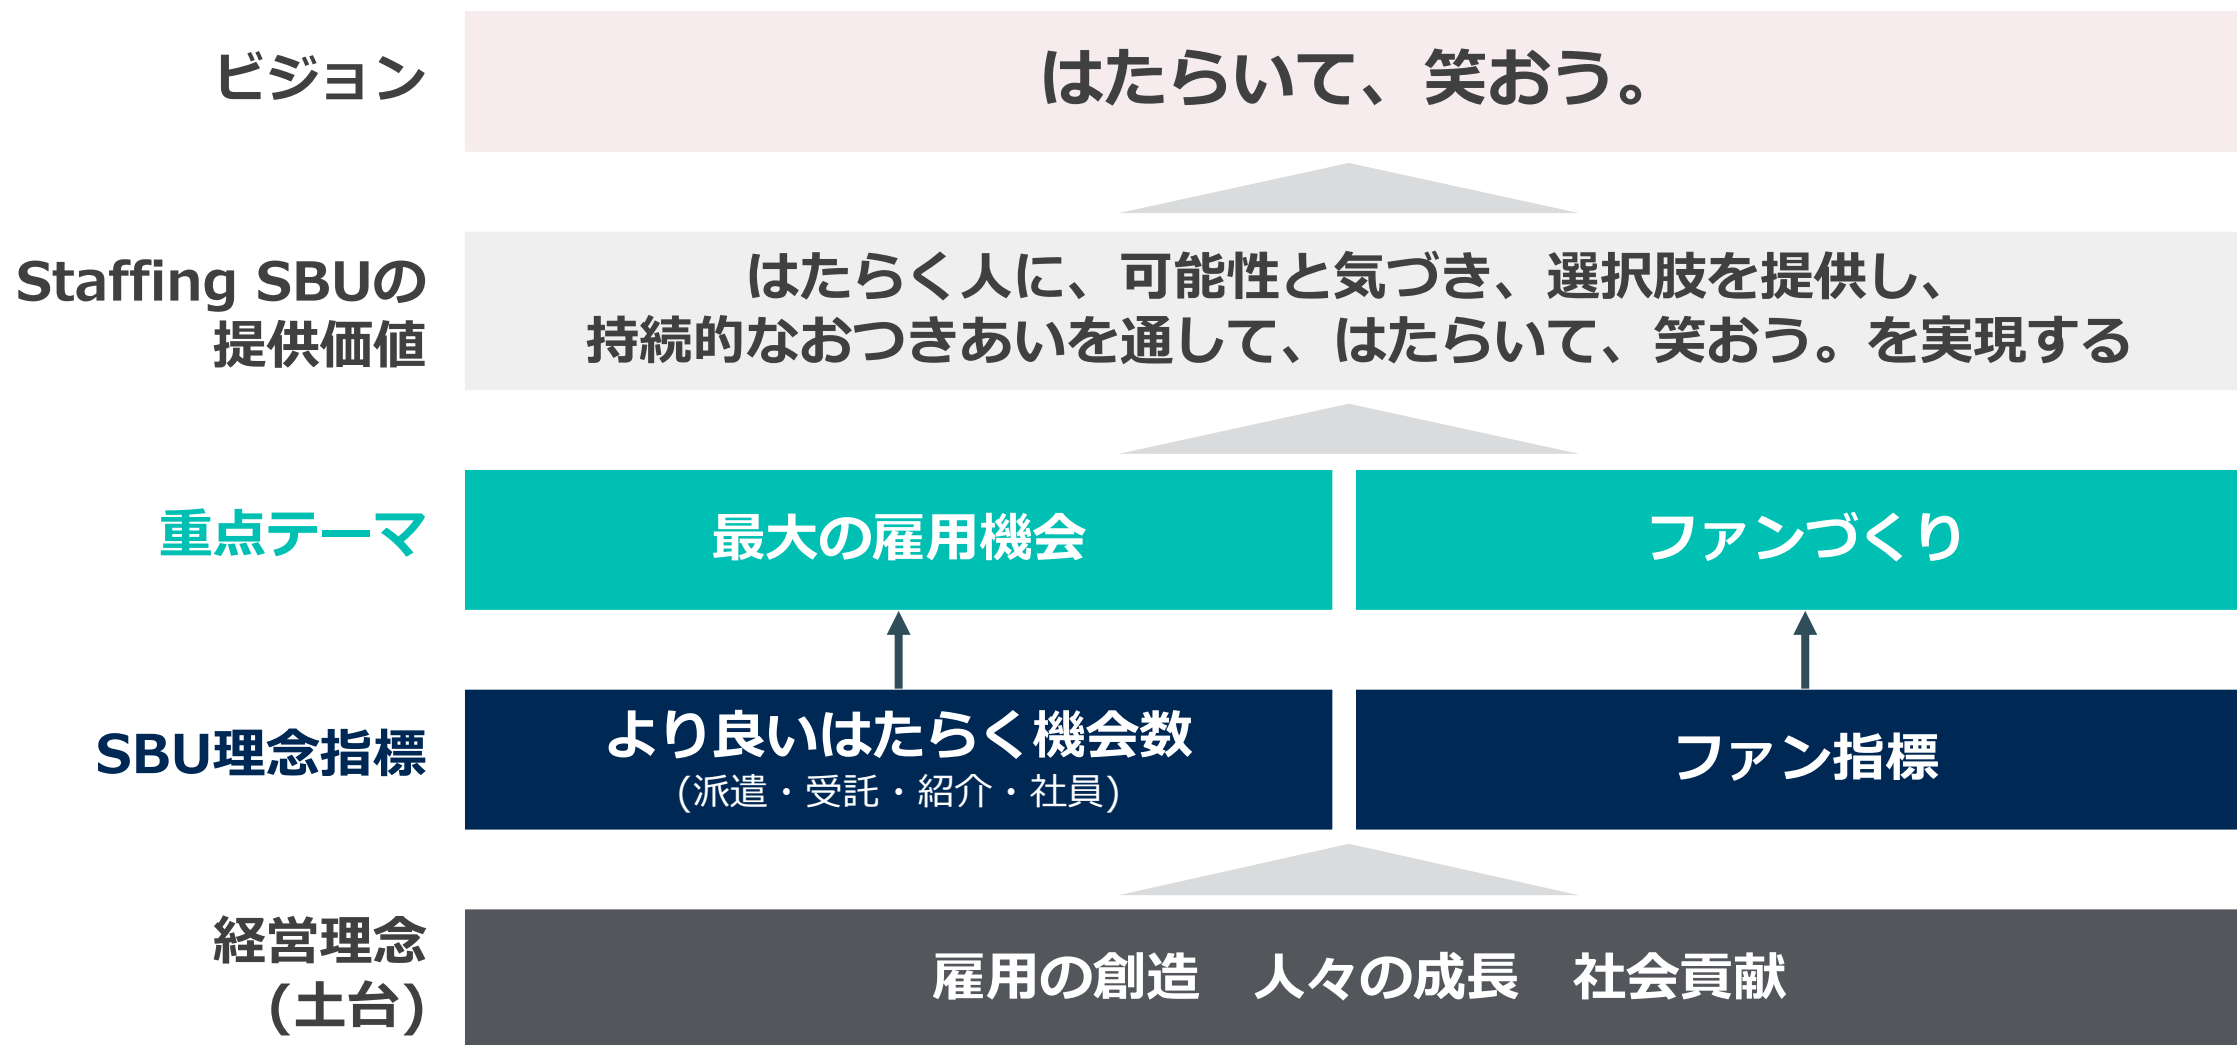 ビジョン
はたらいて、笑おう。
Staffing SBUの
提供価値
はたらく人に、可能性と気づき、選択肢を提供し、
持続的なおつきあいを通して、はたらいて、笑おう。を実現する
重点テーマ
最大の雇用機会
ファンづくり
SBU理念指標
より良いはたらく機会数
(派遣・受託・紹介・社員)
ファン指標
経営理念
(土台)
雇用の創造　人々の成長　社会貢献